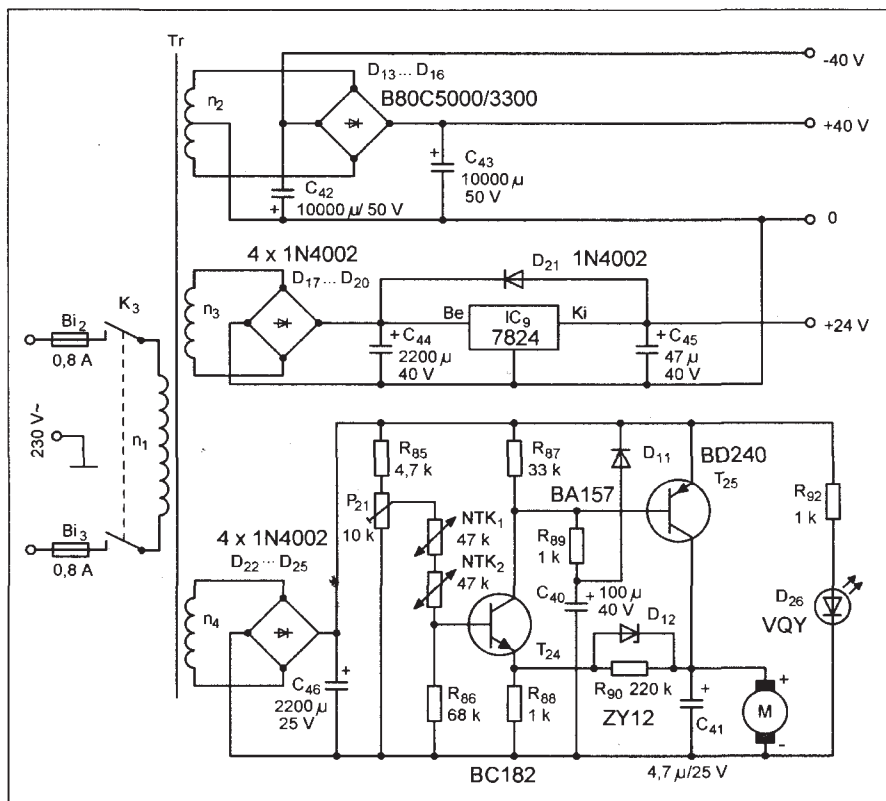 Tr
-40 V
D13... D16
B80C5000/3300
n2
+40 V
+
C43
10000 µ
50 V
C42
10000 µ/ 50 V
+
0
4 x 1N4002
D21
1N4002
D17... D20
n3
K3
Be
IC9
7824
Ki
+24 V
Bi2
0,8 A
+
C44
2200 µ
40 V
+
C45
47 µ
40 V
230 V~
n1
R85
4,7 k
R87
33 k
D11
BD240
T25
BA157
R92
1 k
P21
10 k
NTK1
47 k
R89
1 k
Bi3
0,8 A
4 x 1N4002
D22 ... D25
NTK2
47 k
C40
+
100 µ
40 V
D12
D26
VQY
n4
T24
+
C46
2200 µ
25 V
R86
68 k
R88
1 k
R90 220 k
ZY12
+
C41
+
M
-
BC182
4,7 µ/25 V